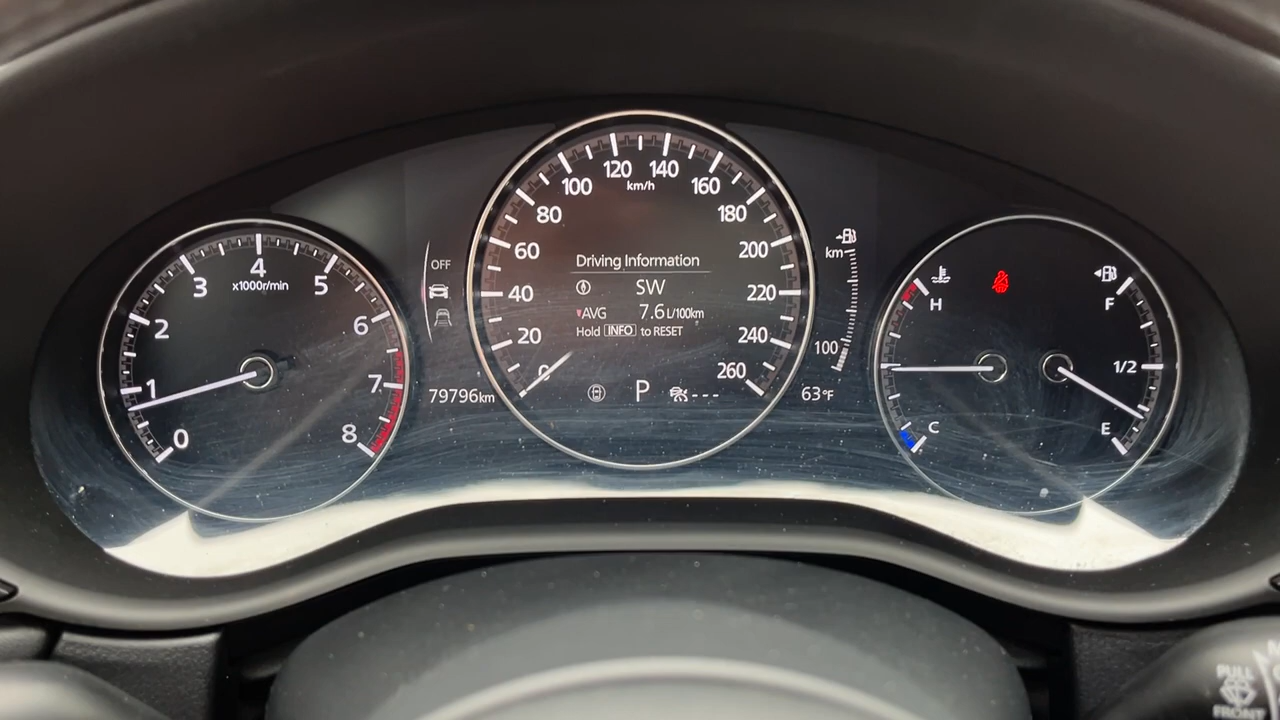 0
1
2
3
4
5
6
7
8
x1000r/min
OFF
79796km
0
20
40
60
80
100
120
140
160
180
200
220
240
260
km/h
Driving Information
SW
AVG 7.6 L/100km
Hold INFO to RESET
P ---
km
100
63°F
H
C
F
1/2
E
PULL
FRONT